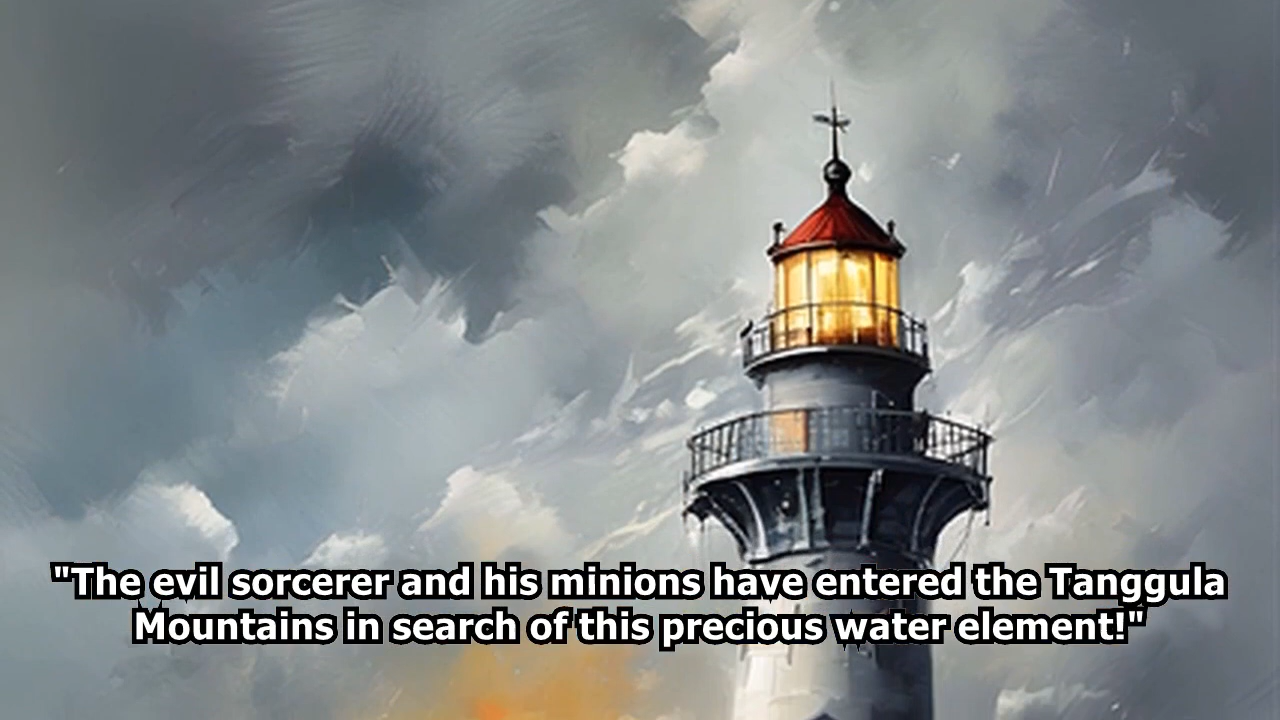 "The evil sorcerer and his minions have entered the Tanggula
Mountains in search of this precious water element!"